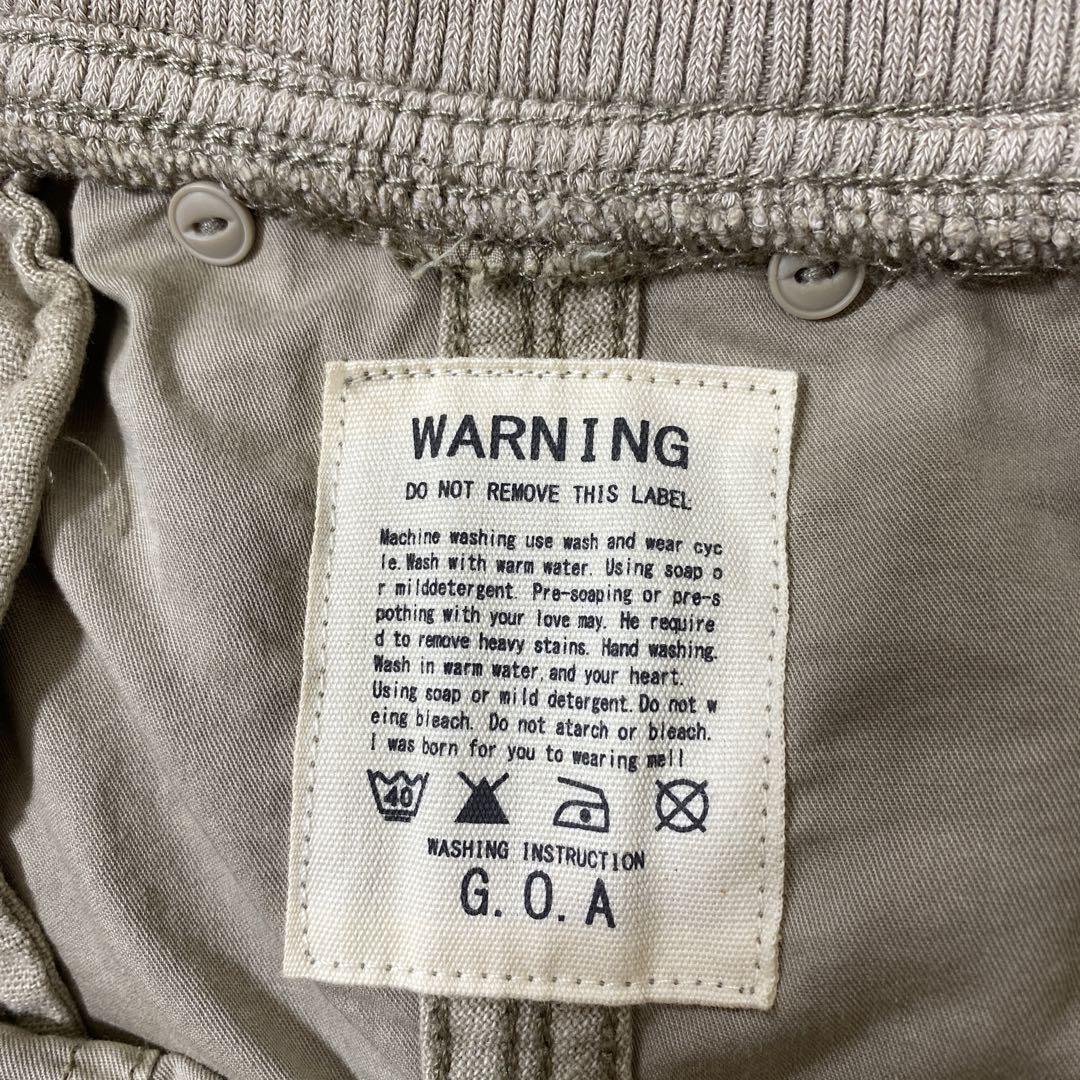 WARNING
DO NOT REMOVE THIS LABEL
Machine washing use wash and wear cyc
le. Wash with warm water. Using soap o
r milddetergent. Pre-soaping or pre-s
pothing with your love may. He require
d to remove heavy stains. Hand washing.
Wash in warm water, and your heart.
Using soap or mild detergent. Do not w
eing bleach. Do not atarch or bleach.
I was born for you to wearing mell
40
WASHING INSTRUCTION
G.O.A